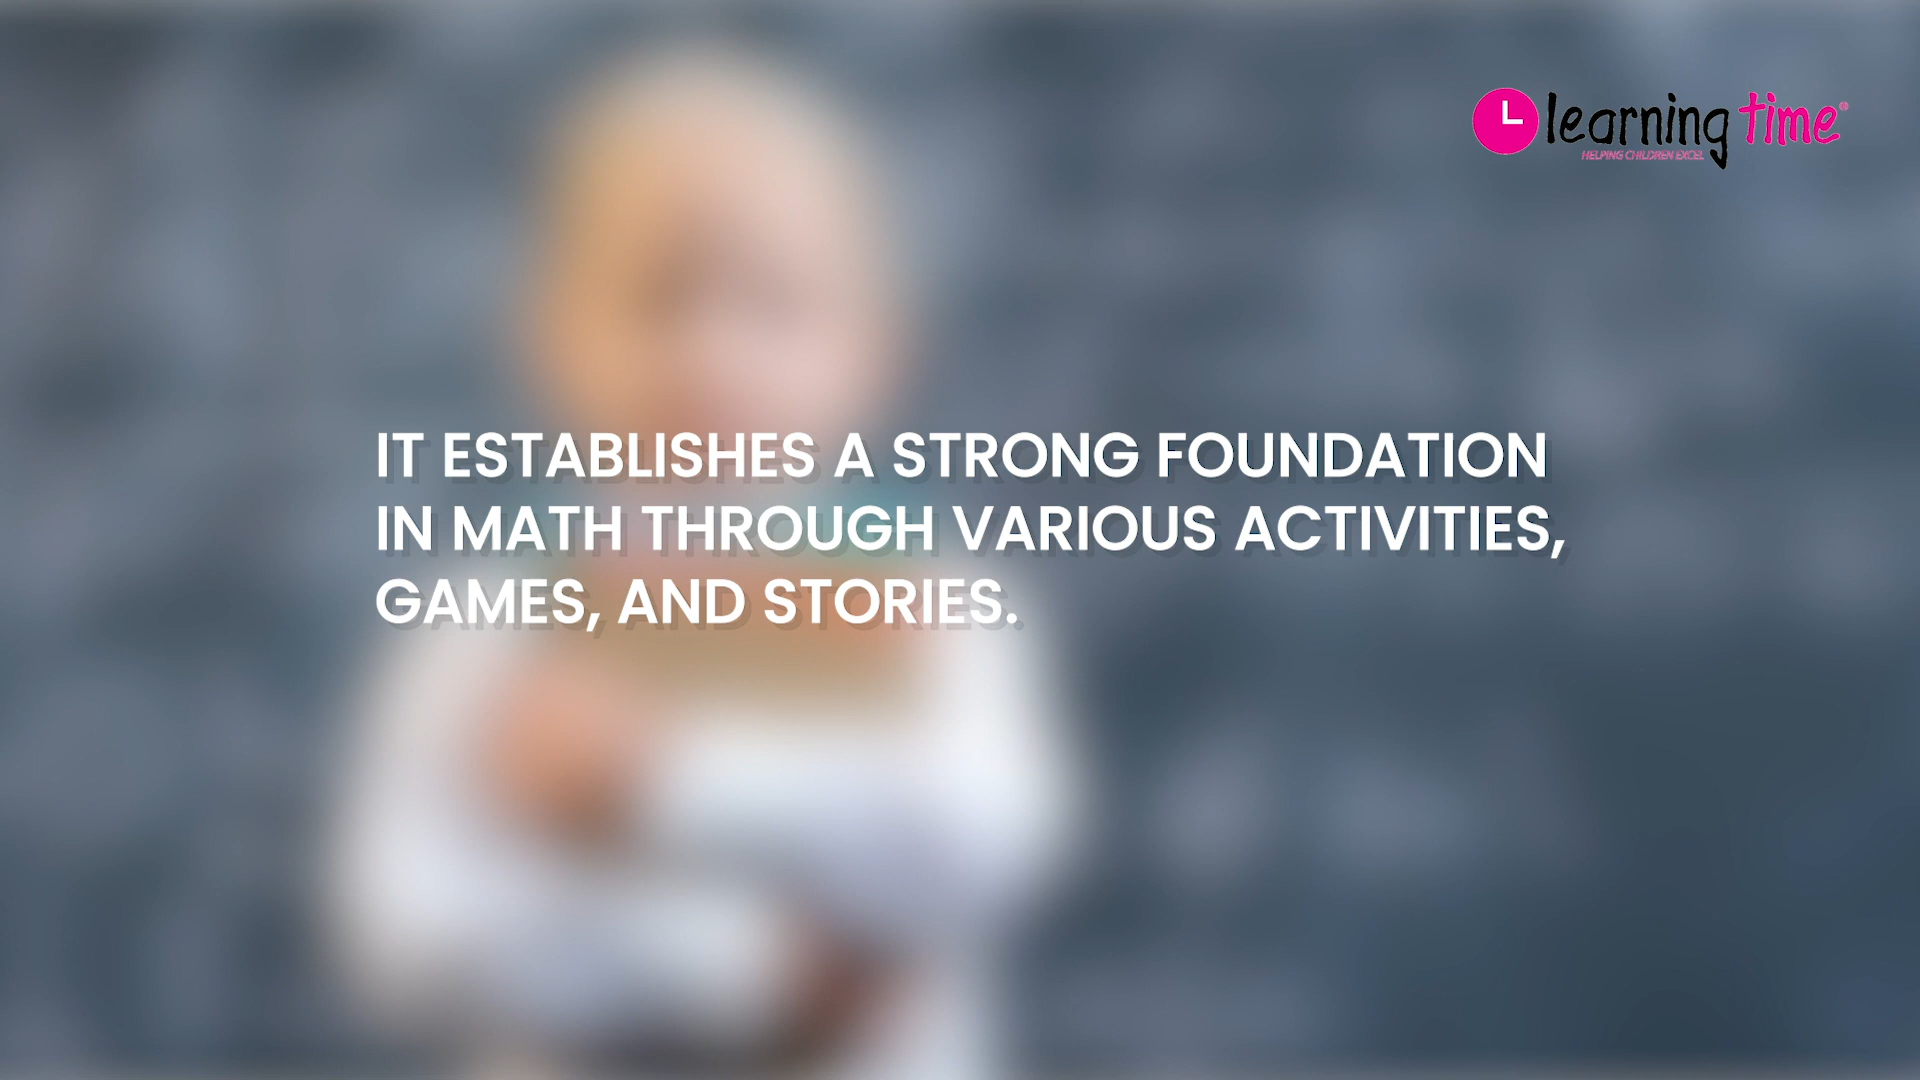 learning time®
HELPING CHILDREN EXCEL
IT ESTABLISHES A STRONG FOUNDATION
IN MATH THROUGH VARIOUS ACTIVITIES,
GAMES, AND STORIES.